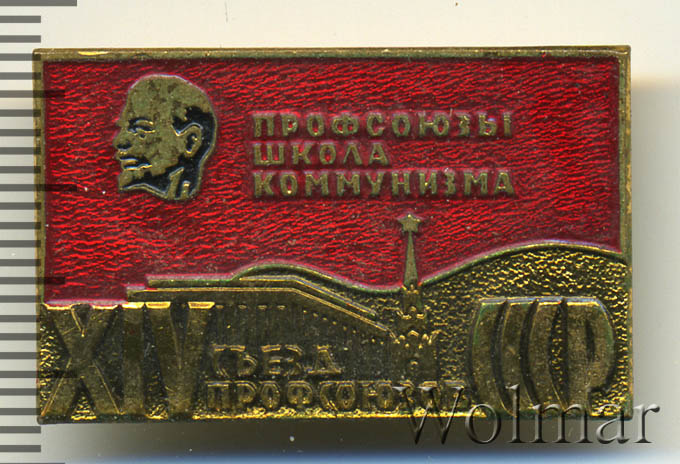 ПРОФСОЮЗЫ
ШКОЛА
КОММУНИЗМА
XIV СЪЕЗД ПРОФСОЮЗОВ СССР
Wolmar